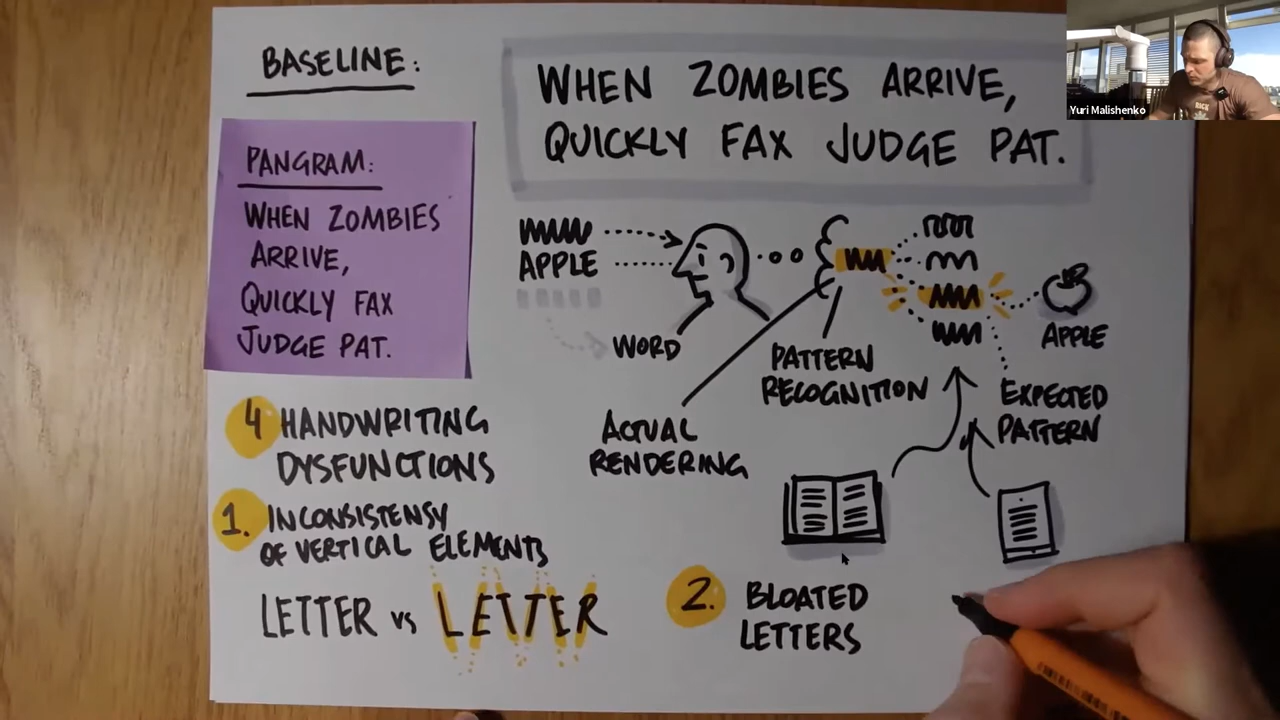 BASELINE:
WHEN ZOMBIES ARRIVE,
QUICKLY FAX JUDGE PAT.
Yuri Malishenko
PANGRAM:
WHEN ZOMBIES
ARRIVE,
QUICKLY FAX
JUDGE PAT.
APPLE
WORD
PATTERN
RECOGNITION
APPLE
EXPECTED
PATTERN
ACTUAL
RENDERING
4 HANDWRITING
DYSFUNCTIONS
1. INCONSISTENSY
OF VERTICAL ELEMENTS
LETTER vs LETTER
2. BLOATED
LETTERS